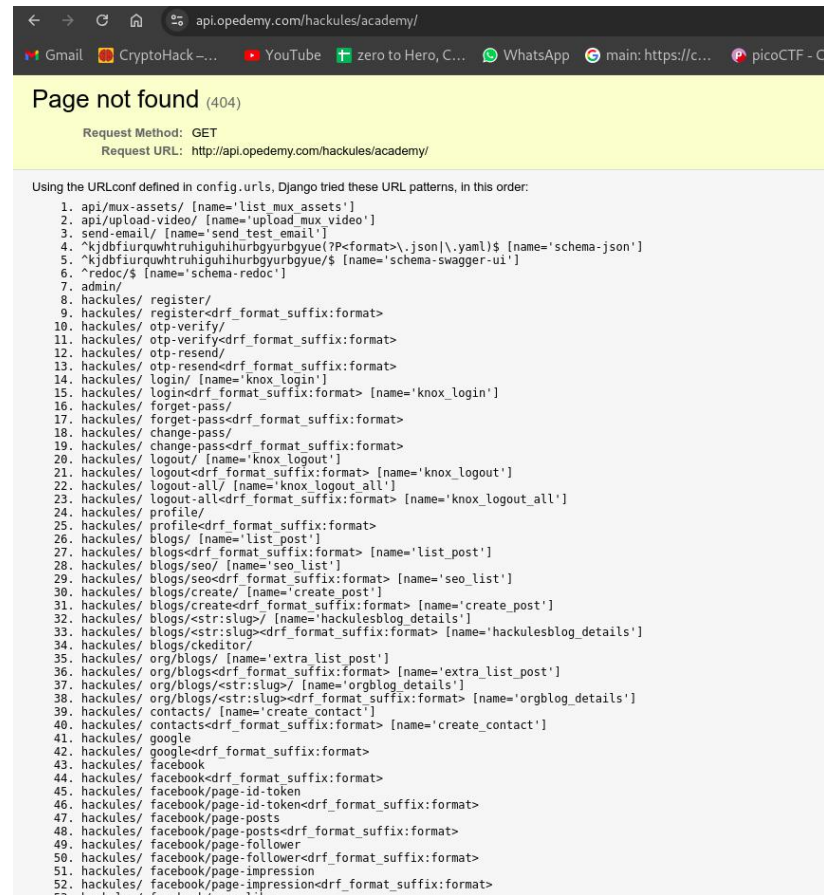 api.opedemy.com/hackules/academy/
Gmail CryptoHack –... YouTube zero to Hero, C... WhatsApp main: https://c... picoCTF - C
Page not found (404)
Request Method: GET
Request URL: http://api.opedemy.com/hackules/academy/
Using the URLconf defined in config.urls, Django tried these URL patterns, in this order:
1. api/mux-assets/ [name='list_mux_assets']
2. api/upload-video/ [name='upload_mux_video']
3. send-email/ [name='send_test_email']
4. ^kjdbfiurquwhtruhiguhihurbgyurbgyue(?P<format>\.json|\.yaml)$ [name='schema-json']
5. ^kjdbfiurquwhtruhiguhihurbgyurbgyue/$ [name='schema-swagger-ui']
6. ^redoc/$ [name='schema-redoc']
7. admin/
8. hackules/ register/
9. hackules/ register<drf_format_suffix:format>
10. hackules/ otp-verify/
11. hackules/ otp-verify<drf_format_suffix:format>
12. hackules/ otp-resend/
13. hackules/ otp-resend<drf_format_suffix:format>
14. hackules/ login/ [name='knox_login']
15. hackules/ login<drf_format_suffix:format> [name='knox_login']
16. hackules/ forget-pass/
17. hackules/ forget-pass<drf_format_suffix:format>
18. hackules/ change-pass/
19. hackules/ change-pass<drf_format_suffix:format>
20. hackules/ logout/ [name='knox_logout']
21. hackules/ logout<drf_format_suffix:format> [name='knox_logout']
22. hackules/ logout-all/ [name='knox_logout_all']
23. hackules/ logout-all<drf_format_suffix:format> [name='knox_logout_all']
24. hackules/ profile/
25. hackules/ profile<drf_format_suffix:format>
26. hackules/ blogs/ [name='list_post']
27. hackules/ blogs<drf_format_suffix:format> [name='list_post']
28. hackules/ blogs/seo/ [name='seo_list']
29. hackules/ blogs/seo<drf_format_suffix:format> [name='seo_list']
30. hackules/ blogs/create/ [name='create_post']
31. hackules/ blogs/create<drf_format_suffix:format> [name='create_post']
32. hackules/ blogs/<str:slug>/ [name='hackulesblog_details']
33. hackules/ blogs/<str:slug><drf_format_suffix:format> [name='hackulesblog_details']
34. hackules/ blogs/ckeditor/
35. hackules/ org/blogs/ [name='extra_list_post']
36. hackules/ org/blogs<drf_format_suffix:format> [name='extra_list_post']
37. hackules/ org/blogs/<str:slug>/ [name='orgblog_details']
38. hackules/ org/blogs/<str:slug><drf_format_suffix:format> [name='orgblog_details']
39. hackules/ contacts/ [name='create_contact']
40. hackules/ contacts<drf_format_suffix:format> [name='create_contact']
41. hackules/ google
42. hackules/ google<drf_format_suffix:format>
43. hackules/ facebook
44. hackules/ facebook<drf_format_suffix:format>
45. hackules/ facebook/page-id-token
46. hackules/ facebook/page-id-token<drf_format_suffix:format>
47. hackules/ facebook/page-posts
48. hackules/ facebook/page-posts<drf_format_suffix:format>
49. hackules/ facebook/page-follower
50. hackules/ facebook/page-follower<drf_format_suffix:format>
51. hackules/ facebook/page-impression
52. hackules/ facebook/page-impression<drf_format_suffix:format>